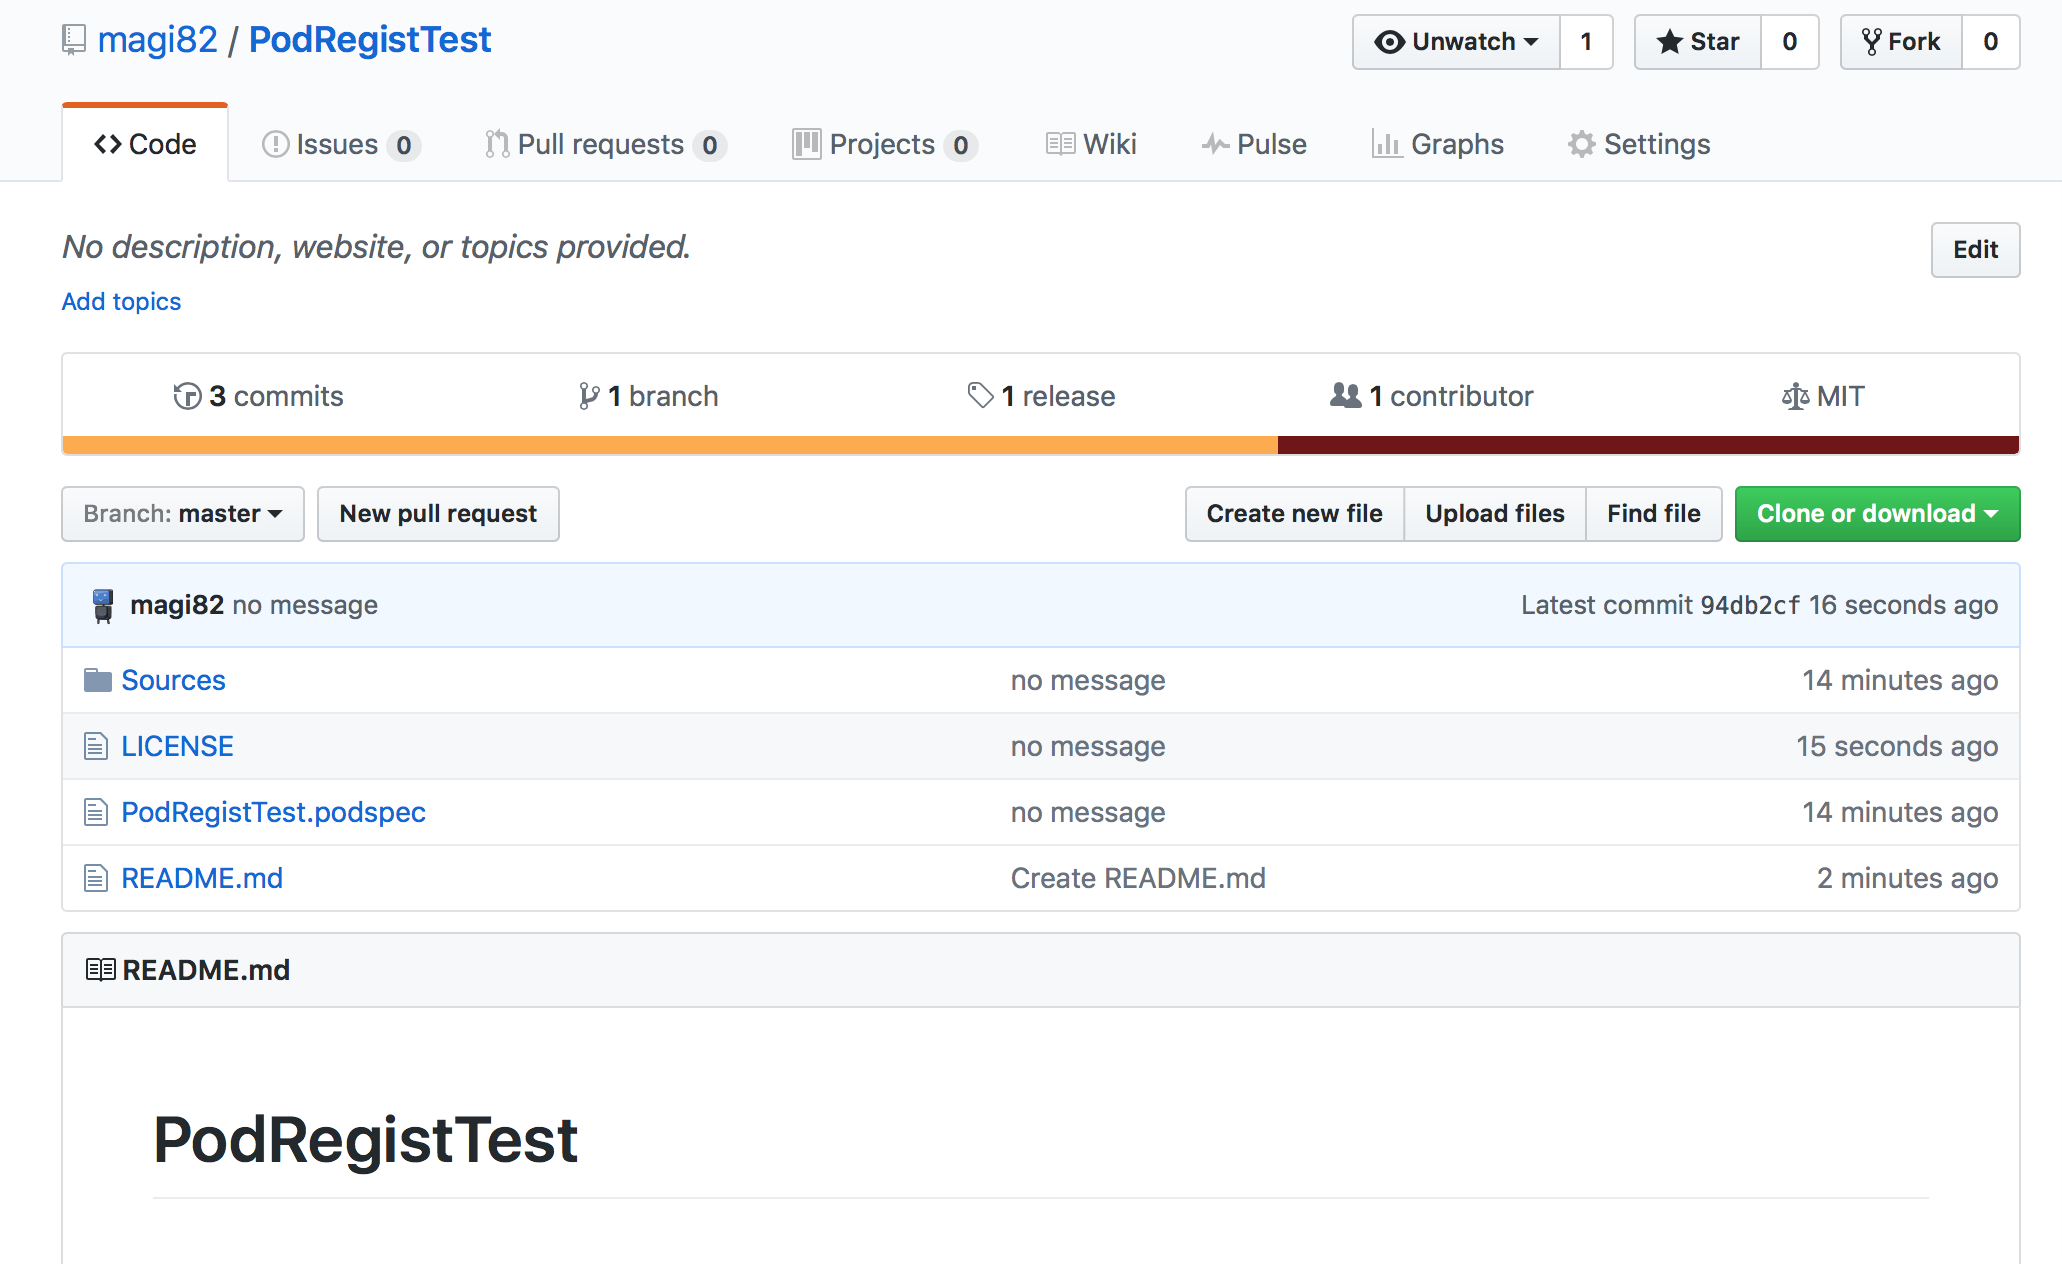 magi82 / PodRegistTest
Unwatch 1 Star 0 Fork 0
Code Issues 0 Pull requests 0 Projects 0 Wiki Pulse Graphs Settings
No description, website, or topics provided.
Edit
Add topics
3 commits 1 branch 1 release 1 contributor MIT
Branch: master New pull request Create new file Upload files Find file Clone or download
magi82 no message Latest commit 94db2cf 16 seconds ago
Sources no message 14 minutes ago
LICENSE no message 15 seconds ago
PodRegistTest.podspec no message 14 minutes ago
README.md Create README.md 2 minutes ago
README.md
PodRegistTest